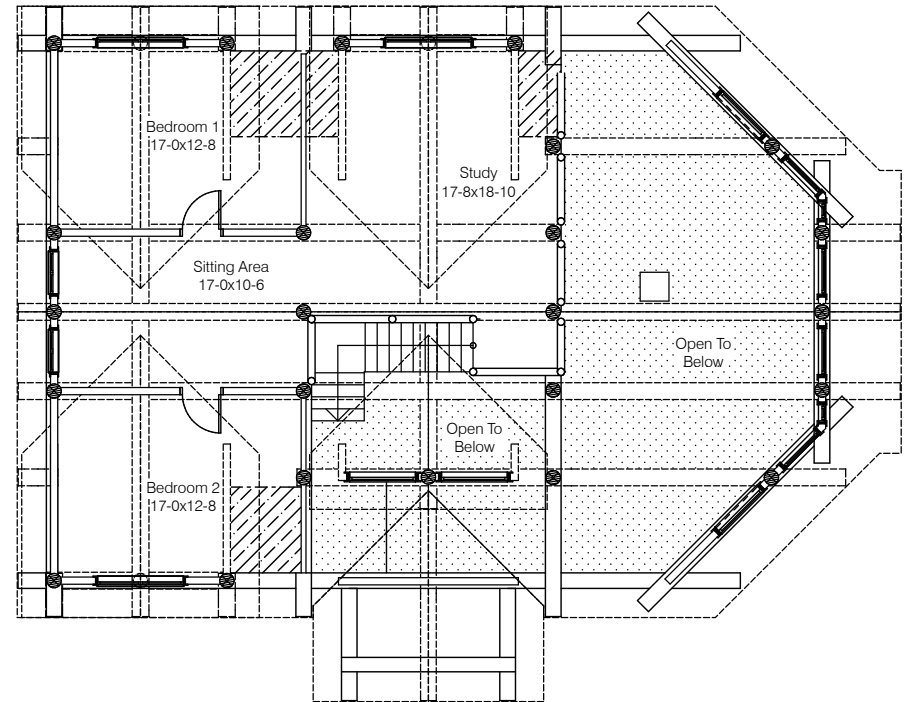 Bedroom 1
17-0x12-8
Study
17-8x18-10
Sitting Area
17-0x10-6
Open To
Below
Open To
Below
Bedroom 2
17-0x12-8